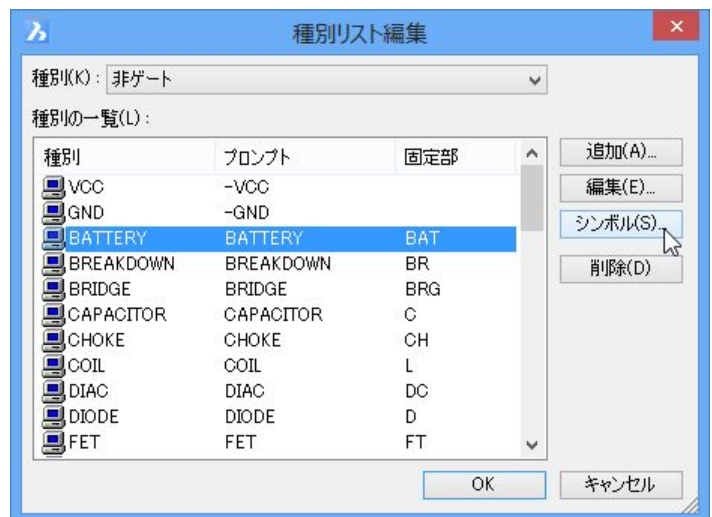 種別リスト編集
種別(K): 非ゲート
種別の一覧(L):
種別 プロンプト 固定部
VCC -VCC
GND -GND
BATTERY BATTERY BAT
BREAKDOWN BREAKDOWN BR
BRIDGE BRIDGE BRG
CAPACITOR CAPACITOR C
CHOKE CHOKE CH
COIL COIL L
DIAC DIAC DC
DIODE DIODE D
FET FET FT
追加(A)...
編集(E)...
シンボル(S)...
削除(D)
OK キャンセル